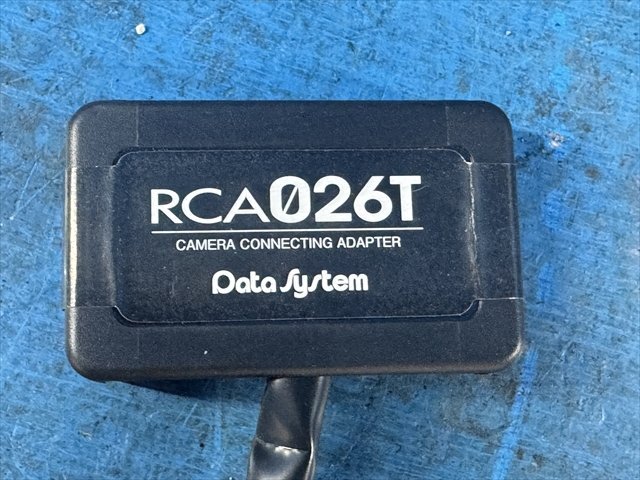 RCA026T
CAMERA CONNECTING ADAPTER
Data System